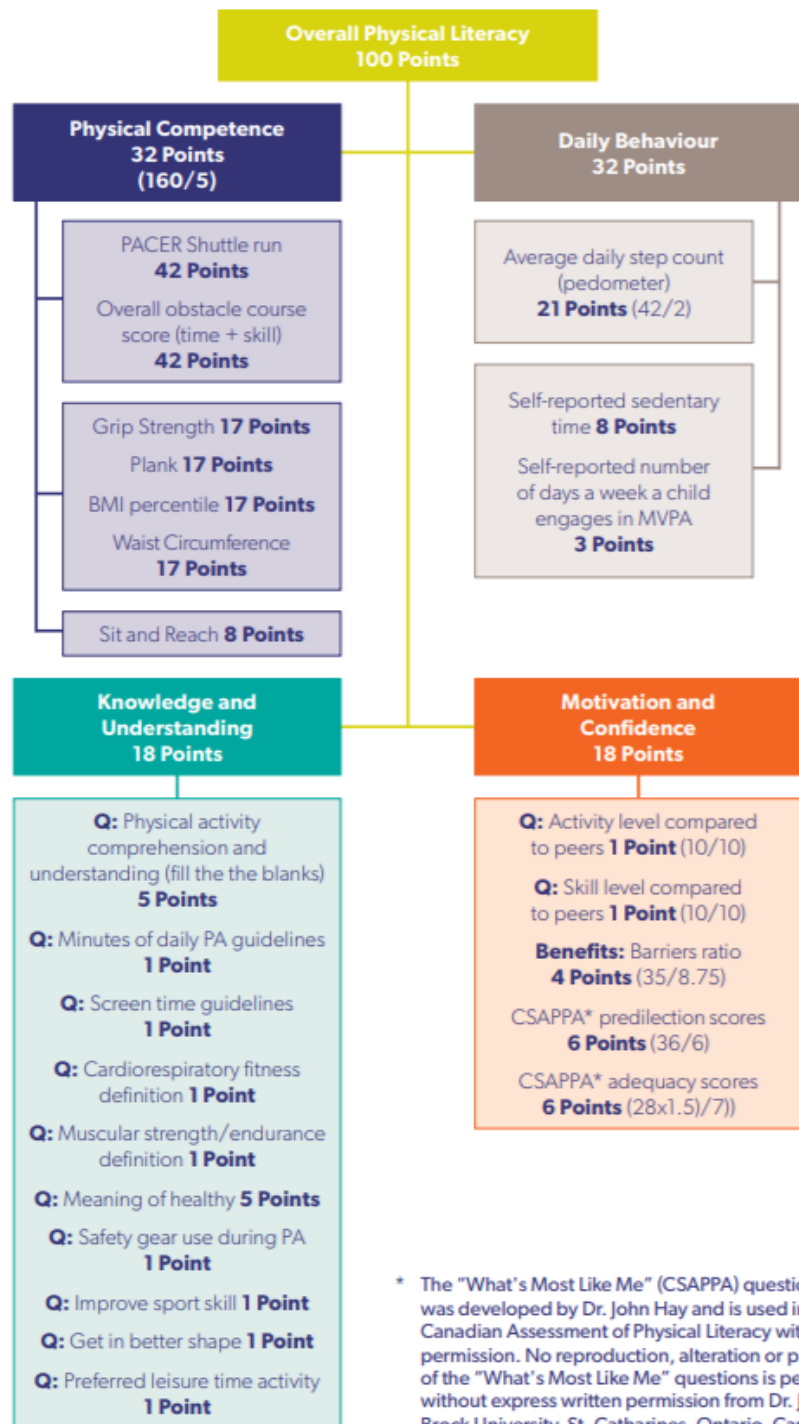 Overall Physical Literacy
100 Points
Physical Competence
32 Points
(160/5)
PACER Shuttle run
42 Points
Overall obstacle course
score (time + skill)
42 Points
Grip Strength 17 Points
Plank 17 Points
BMI percentile 17 Points
Waist Circumference
17 Points
Sit and Reach 8 Points
Daily Behaviour
32 Points
Average daily step count
(pedometer)
21 Points (42/2)
Self-reported sedentary
time 8 Points
Self-reported number
of days a week a child
engages in MVPA
3 Points
Knowledge and
Understanding
18 Points
Q: Physical activity
comprehension and
understanding (fill the the blanks)
5 Points
Q: Minutes of daily PA guidelines
1 Point
Q: Screen time guidelines
1 Point
Q: Cardiorespiratory fitness
definition 1 Point
Q: Muscular strength/endurance
definition 1 Point
Q: Meaning of healthy 5 Points
Q: Safety gear use during PA
1 Point
Q: Improve sport skill 1 Point
Q: Get in better shape 1 Point
Q: Preferred leisure time activity
1 Point
Motivation and
Confidence
18 Points
Q: Activity level compared
to peers 1 Point (10/10)
Q: Skill level compared
to peers 1 Point (10/10)
Benefits: Barriers ratio
4 Points (35/8.75)
CSAPPA* predilection scores
6 Points (36/6)
CSAPPA* adequacy scores
6 Points (28x1.5)/7))
* The "What's Most Like Me" (CSAPPA) questio
was developed by Dr. John Hay and is used i
Canadian Assessment of Physical Literacy wit
permission. No reproduction, alteration or p
of the "What's Most Like Me" questions is pe
without express written permission from Dr. J
Brock University, St. Catharines, Ontario, Ca